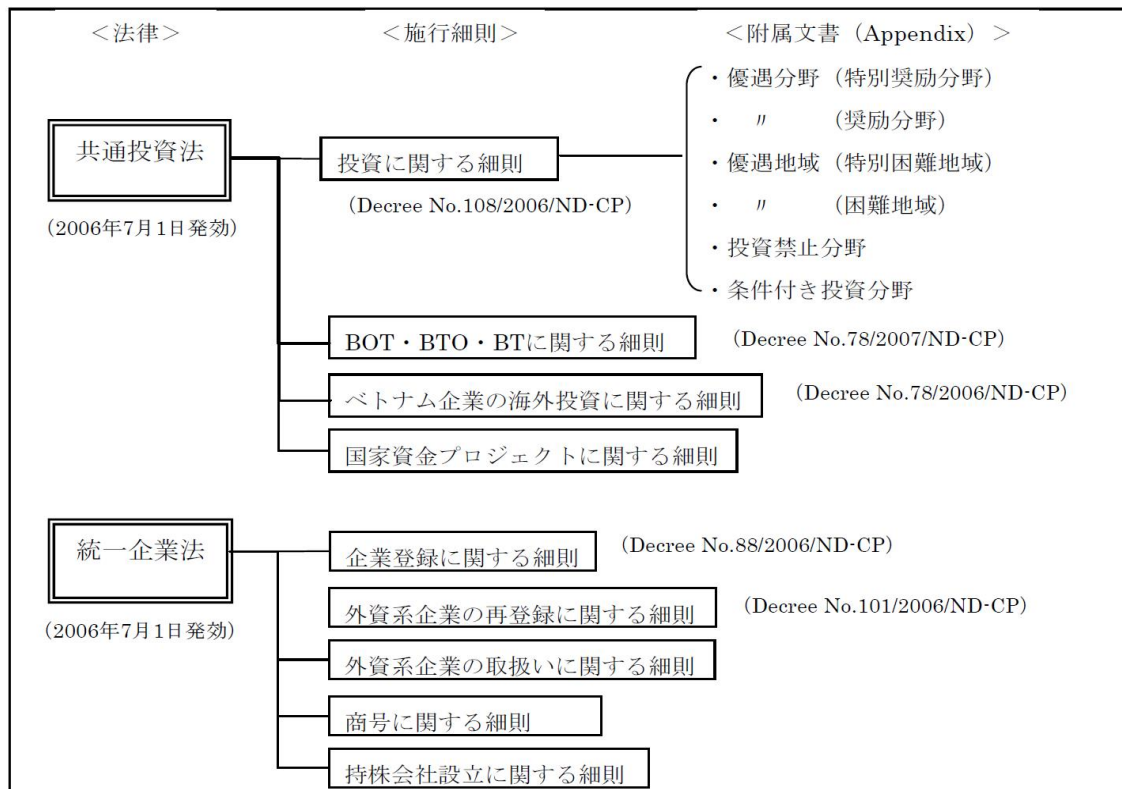 ＜法律＞ ＜施行細則＞ ＜附属文書（Appendix）＞
・優遇分野（特別奨励分野）
・　〃　（奨励分野）
共通投資法 投資に関する細則 ・優遇地域（特別困難地域）
（2006年7月1日発効） （Decree No.108/2006/ND-CP） ・　〃　（困難地域）
・投資禁止分野
・条件付き投資分野
BOT・BTO・BTに関する細則 （Decree No.78/2007/ND-CP）
ベトナム企業の海外投資に関する細則 （Decree No.78/2006/ND-CP）
国家資金プロジェクトに関する細則
統一企業法 企業登録に関する細則 （Decree No.88/2006/ND-CP）
（2006年7月1日発効） 外資系企業の再登録に関する細則 （Decree No.101/2006/ND-CP）
外資系企業の取扱いに関する細則
商号に関する細則
持株会社設立に関する細則